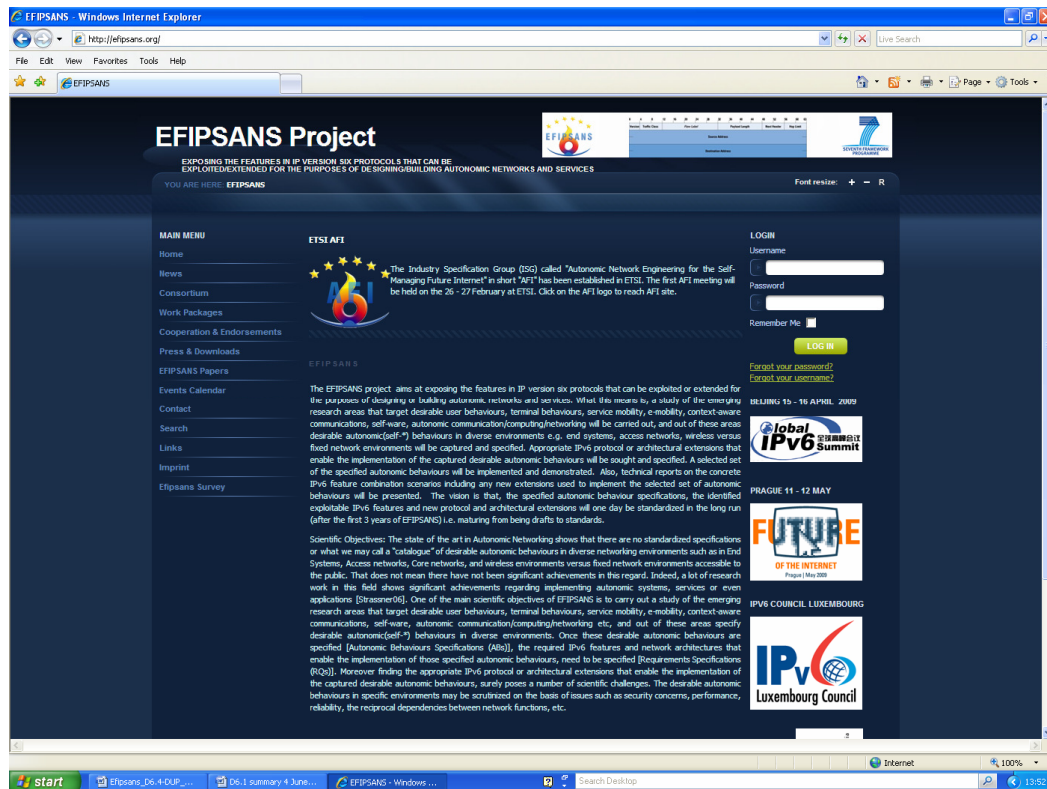 EFIPSANS - Windows Internet Explorer
http://efipsans.org/
Live Search
File Edit View Favorites Tools Help
EFIPSANS
Page
Tools
EFIPSANS Project
EXPOSING THE FEATURES IN IP VERSION SIX PROTOCOLS THAT CAN BE
EXPLOITED/EXTENDED FOR THE PURPOSES OF DESIGNING/BUILDING AUTONOMIC NETWORKS AND SERVICES
EFIPSANS
Traffic Class
Flow Label
Payload Length
Next Header
Hop Limit
Source Address
Destination Address
SEVENTH FRAMEWORK
PROGRAMME
YOU ARE HERE: EFIPSANS
Font resize: + – R
MAIN MENU
Home
News
Consortium
Work Packages
Cooperation & Endorsements
Press & Downloads
EFIPSANS Papers
Events Calendar
Contact
Search
Links
Imprint
Efipsans Survey
ETSI AFI
AFI
The Industry Specification Group (ISG) called "Autonomic Network Engineering for the Self-
Managing Future Internet" in short "AFI" has been established in ETSI. The first AFI meeting will
be held on the 26 - 27 February at ETSI. Click on the AFI logo to reach AFI site.
EFIPSANS
The EFIPSANS project aims at exposing the features in IP version six protocols that can be exploited or extended for
the purposes of designing or building autonomic networks and services. What this means is, a study of the emerging
research areas that target desirable user behaviours, terminal behaviours, service mobility, e-mobility, context-aware
communications, self-ware, autonomic communication/computing/networking will be carried out, and out of these areas
desirable autonomic(self-*) behaviours in diverse environments e.g. end systems, access networks, wireless versus
fixed network environments will be captured and specified. Appropriate IPv6 protocol or architectural extensions that
enable the implementation of the captured desirable autonomic behaviours will be sought and specified. A selected set
of the specified autonomic behaviours will be implemented and demonstrated. Also, technical reports on the concrete
IPv6 feature combination scenarios including any new extensions used to implement the selected set of autonomic
behaviours will be presented. The vision is that, the specified autonomic behaviour specifications, the identified
exploitable IPv6 features and new protocol and architectural extensions will one day be standardized in the long run
(after the first 3 years of EFIPSANS) i.e. maturing from being drafts to standards.
Scientific Objectives: The state of the art in Autonomic Networking shows that there are no standardized specifications
or what we may call a "catalogue" of desirable autonomic behaviours in diverse networking environments such as in End
Systems, Access networks, Core networks, and wireless environments versus fixed network environments accessible to
the public. That does not mean there have not been significant achievements in this regard. Indeed, a lot of research
work in this field shows significant achievements regarding implementing autonomic systems, services or even
applications [Strassner06]. One of the main scientific objectives of EFIPSANS is to carry out a study of the emerging
research areas that target desirable user behaviours, terminal behaviours, service mobility, e-mobility, context-aware
communications, self-ware, autonomic communication/computing/networking etc, and out of these areas specify
desirable autonomic(self-*) behaviours in diverse environments. Once these desirable autonomic behaviours are
specified [Autonomic Behaviours Specifications (ABs)], the required IPv6 features and network architectures that
enable the implementation of those specified autonomic behaviours, need to be specified [Requirements Specifications
(RQs)]. Moreover finding the appropriate IPv6 protocol or architectural extensions that enable the implementation of
the captured desirable autonomic behaviours, surely poses a number of scientific challenges. The desirable autonomic
behaviours in specific environments may be scrutinized on the basis of issues such as security concerns, performance,
reliability, the reciprocal dependencies between network functions, etc.
LOGIN
Username
Password
Remember Me
LOG IN
Forgot your password?
Forgot your username?
BEIJING 15 - 16 APRIL 2009
Global
IPv6 全球高峰会议
Summit
PRAGUE 11 - 12 MAY
FUTURE
OF THE INTERNET
Prague | May 2009
IPV6 COUNCIL LUXEMBOURG
IPv6
Luxembourg Council
Internet
100%
start
Efipsans_D6.4-DUP_...
D6.1 summary 4 June...
EFIPSANS - Windows ...
Search Desktop
13:52